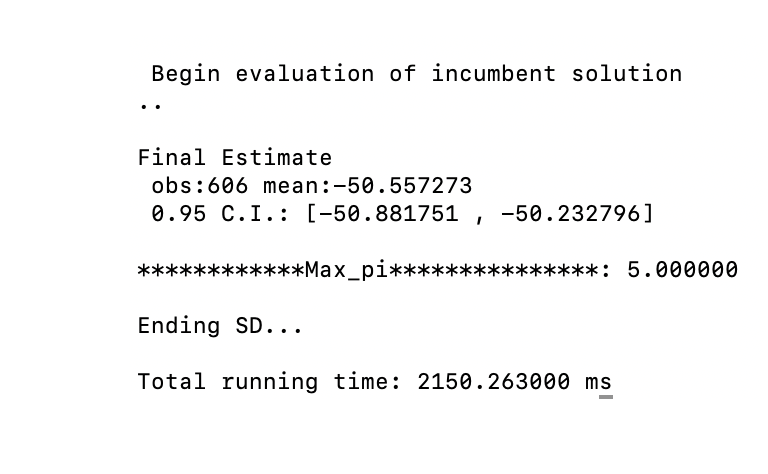 Begin evaluation of incumbent solution
..
Final Estimate
obs:606 mean:-50.557273
0.95 C.I.: [-50.881751 , -50.232796]
************Max_pi***************: 5.000000
Ending SD...
Total running time: 2150.263000 ms